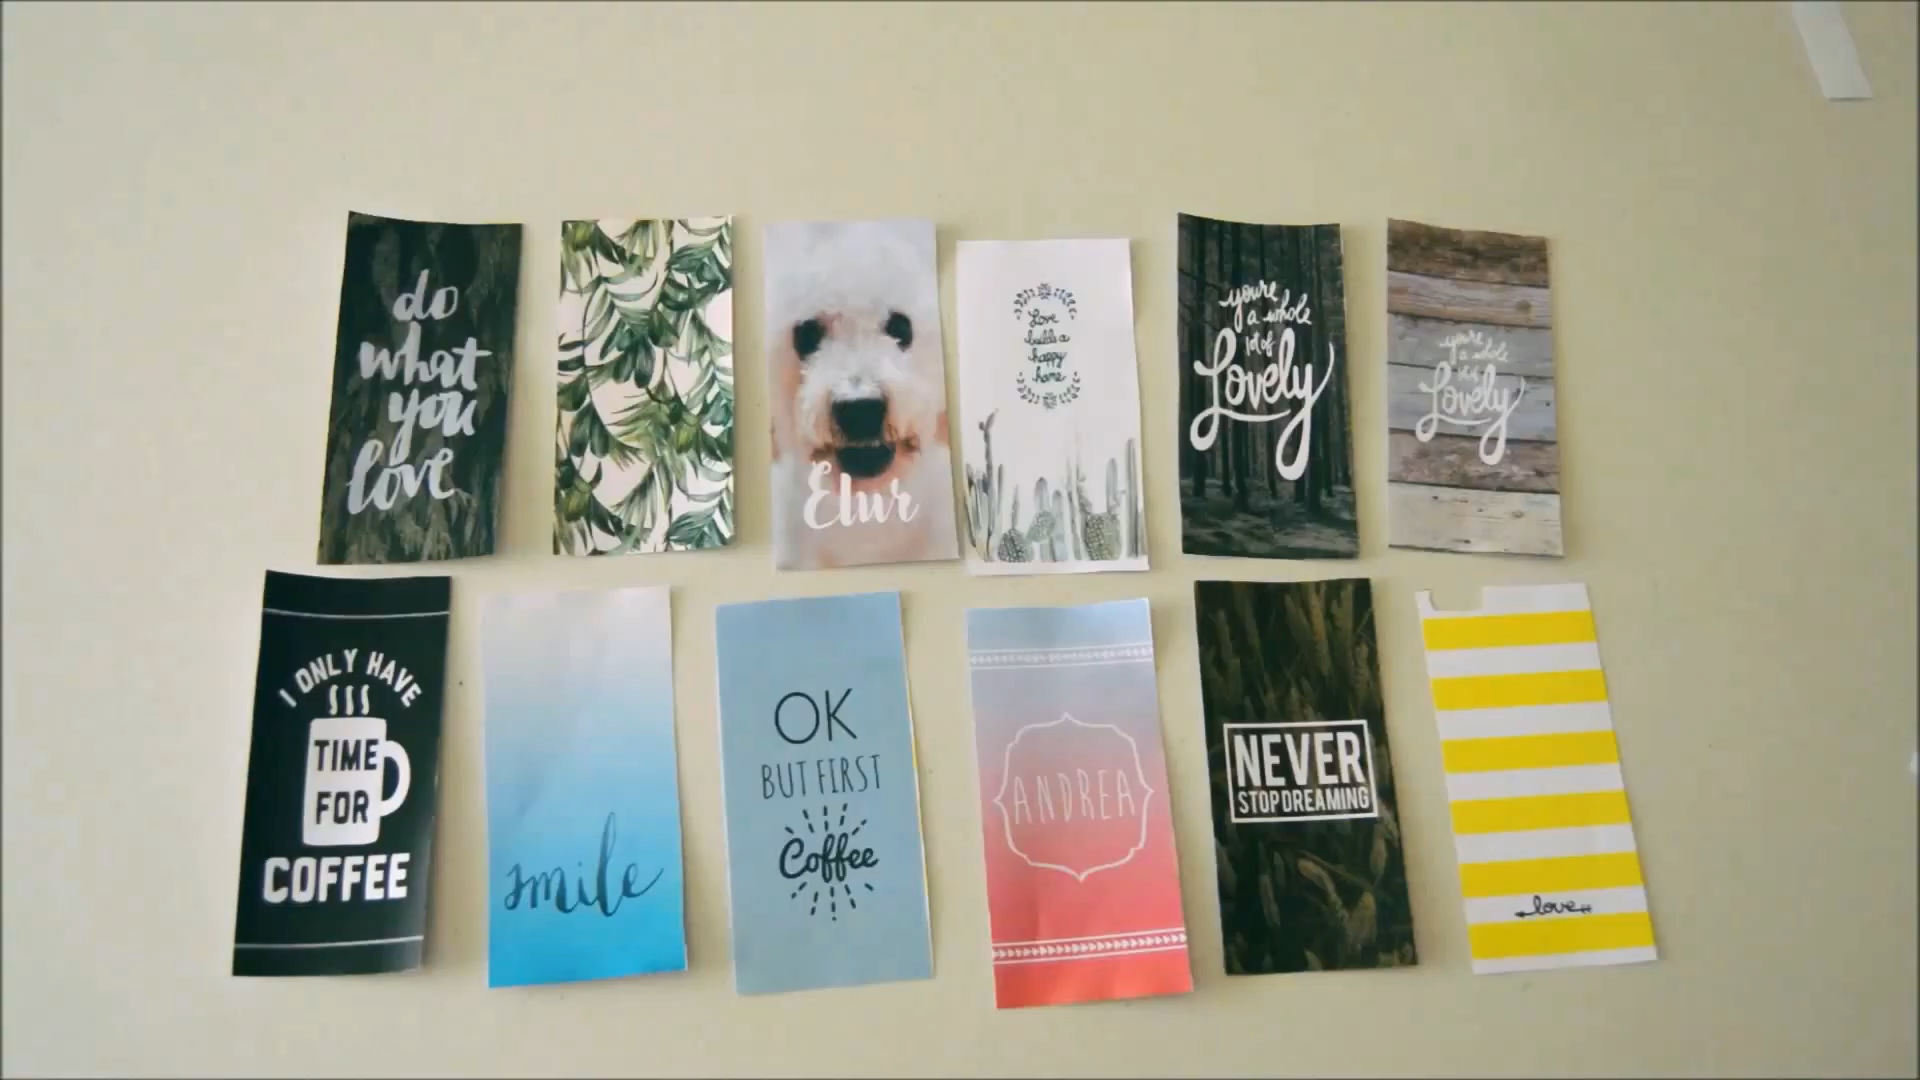 do
what
you
love
Elur
Love
builds a
happy
home
you're
a whole
lot of
Lovely
you're
a whole
lot of
Lovely
I ONLY HAVE
TIME
FOR
COFFEE
smile
OK
BUT FIRST
Coffee
ANDREA
NEVER
STOP DREAMING
love